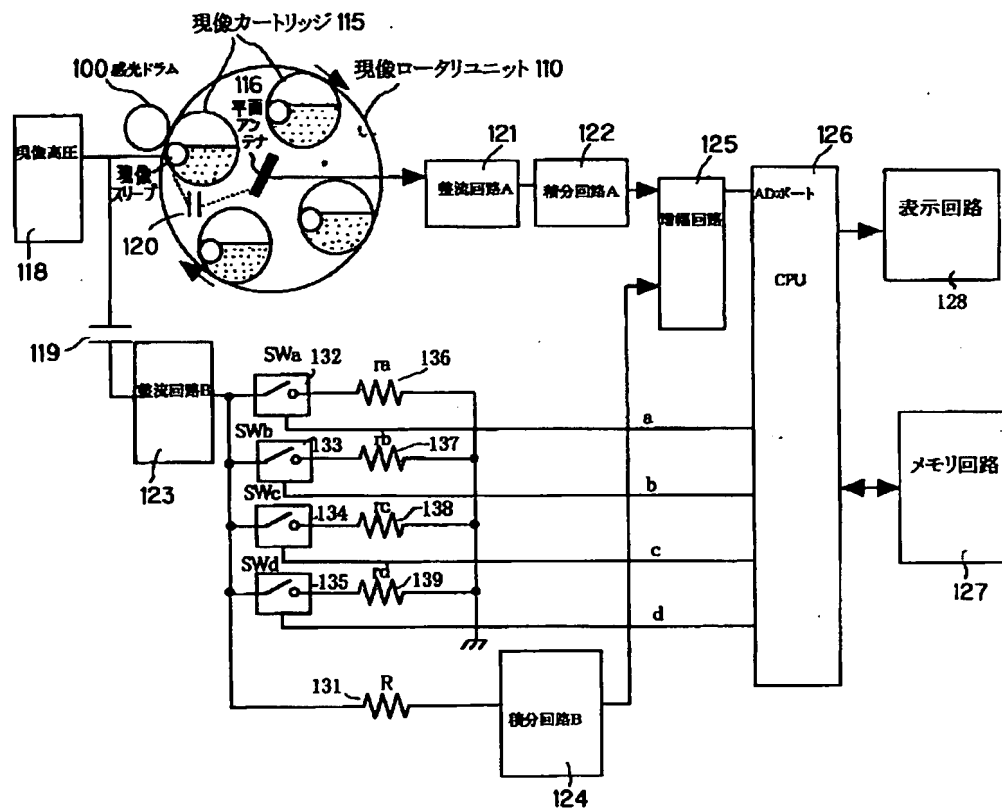 現像カートリッジ 115
100 感光ドラム
現像ロータリユニット 110
116
平面
アン
テナ
現像高圧
現像
スリーブ
118
120
121
整流回路A
122
積分回路A
125
増幅回路
126
ADポート
CPU
表示回路
128
119
整流回路B
123
SWa
132
ra
136
a
SWb
133
rb
137
b
SWc
134
rc
138
c
SWd
135
rd
139
d
メモリ回路
127
131
R
積分回路B
124